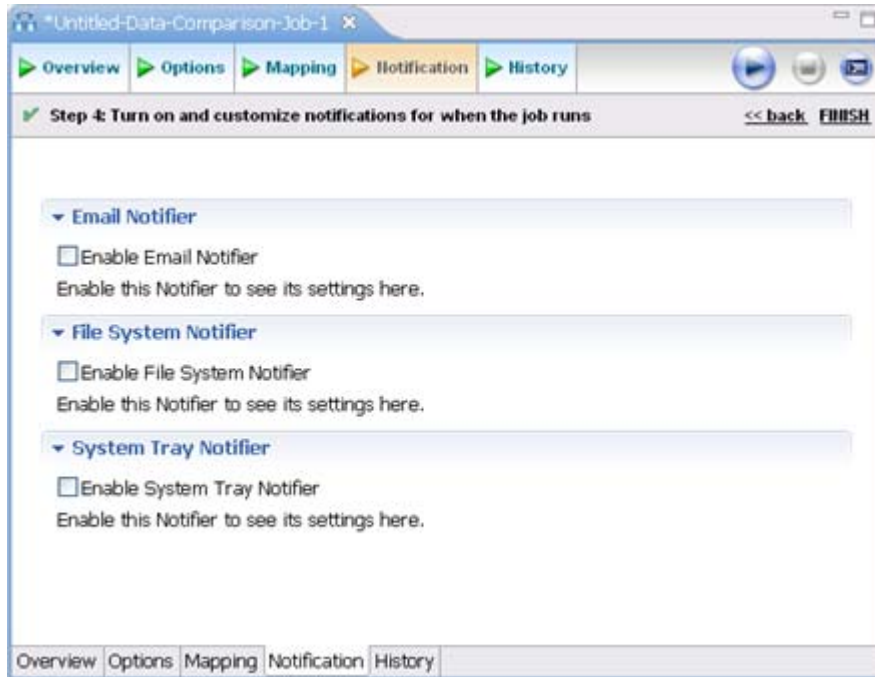 *Untitled-Data-Comparison-Job-1
Overview Options Mapping Notification History
Step 4: Turn on and customize notifications for when the job runs << back FINISH
Email Notifier
Enable Email Notifier
Enable this Notifier to see its settings here.
File System Notifier
Enable File System Notifier
Enable this Notifier to see its settings here.
System Tray Notifier
Enable System Tray Notifier
Enable this Notifier to see its settings here.
Overview Options Mapping Notification History